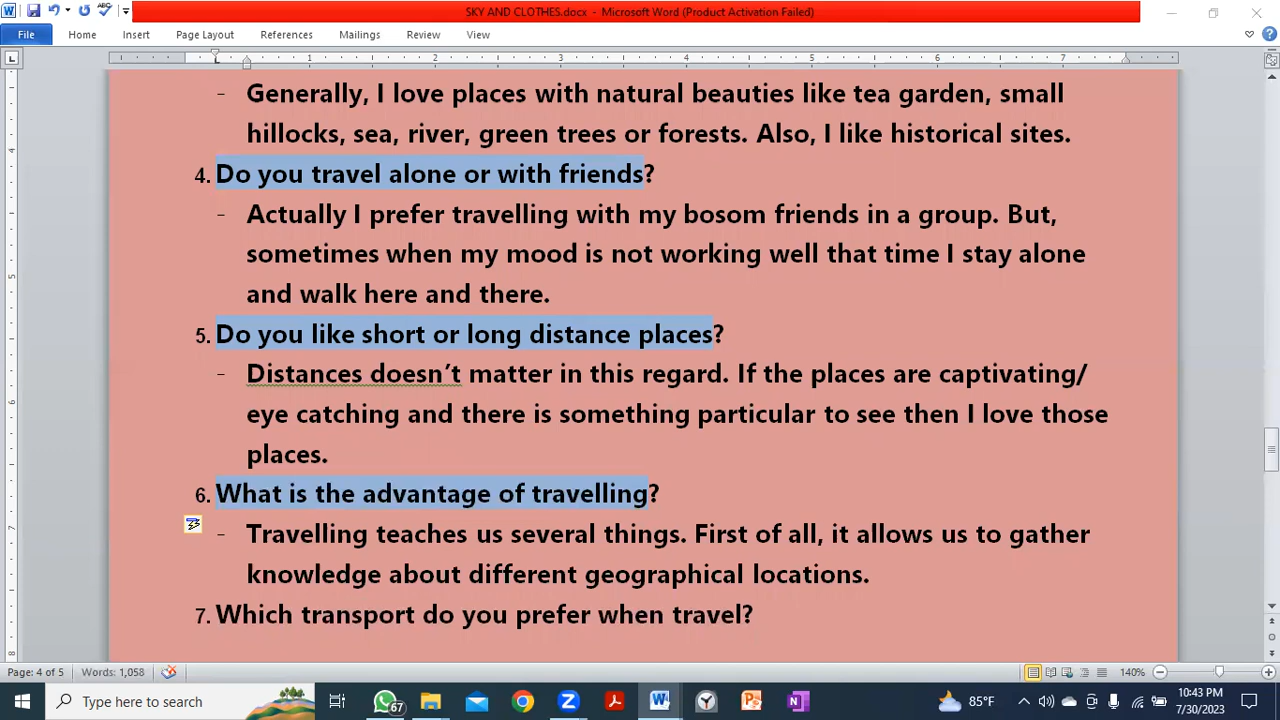 SKY AND CLOTHES.docx - Microsoft Word (Product Activation Failed)
File Home Insert Page Layout References Mailings Review View
Generally, I love places with natural beauties like tea garden, small
hillocks, sea, river, green trees or forests. Also, I like historical sites.
4. Do you travel alone or with friends?
- Actually I prefer travelling with my bosom friends in a group. But,
sometimes when my mood is not working well that time I stay alone
and walk here and there.
5. Do you like short or long distance places?
- Distances doesn’t matter in this regard. If the places are captivating/
eye catching and there is something particular to see then I love those
places.
6. What is the advantage of travelling?
- Travelling teaches us several things. First of all, it allows us to gather
knowledge about different geographical locations.
7. Which transport do you prefer when travel?
Page: 4 of 5 Words: 1,058 140%
Type here to search 67 85°F 10:43 PM
7/30/2023